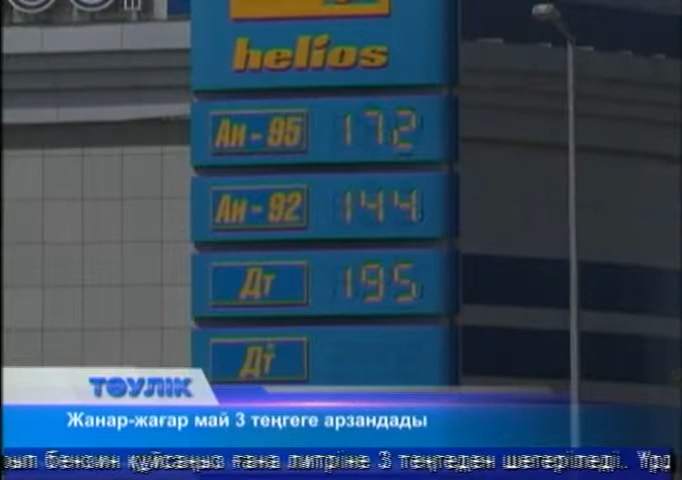 helios
Аи - 95 172
Аи - 92 144
Дт 195
Дт
ТӘУЛІК
Жанар-жағар май 3 теңгеге арзандады
бензин құйсаңыз ғана литріне 3 теңгеден шегеріледі.